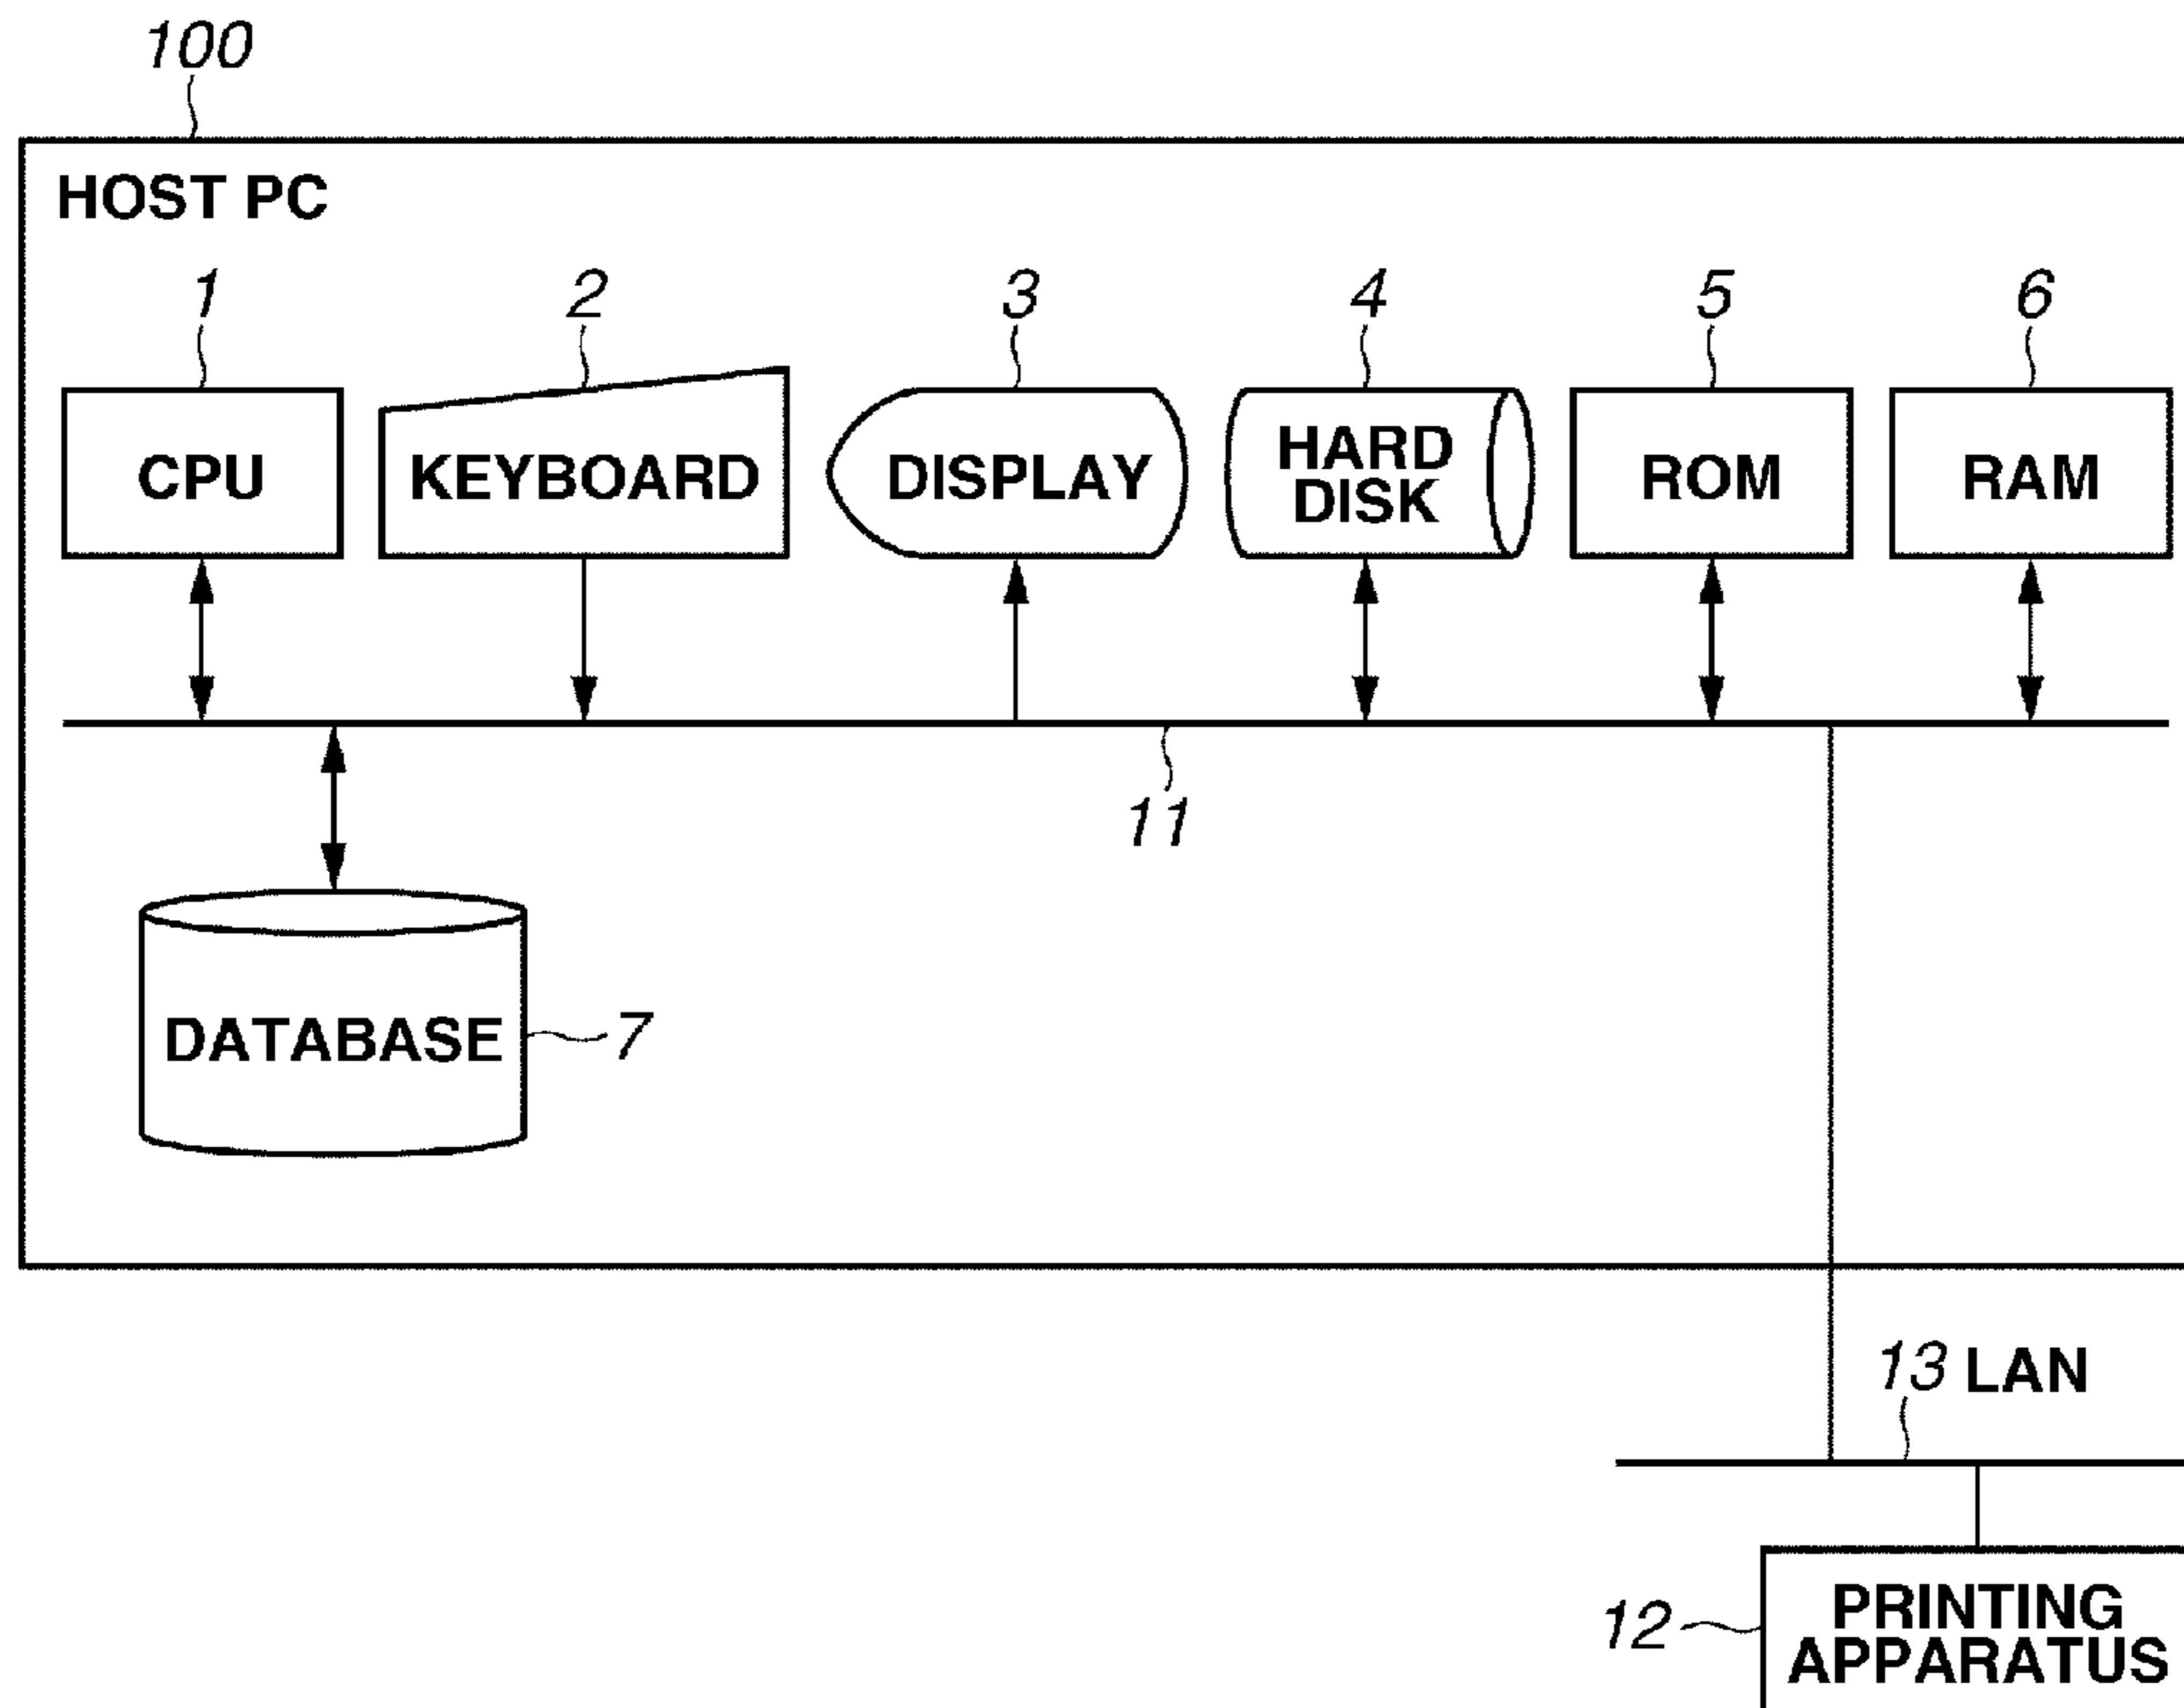 100
HOST PC
1
2
3
4
5
6
CPU
KEYBOARD
DISPLAY
HARD
DISK
ROM
RAM
11
DATABASE
7
13 LAN
12
PRINTING
APPARATUS